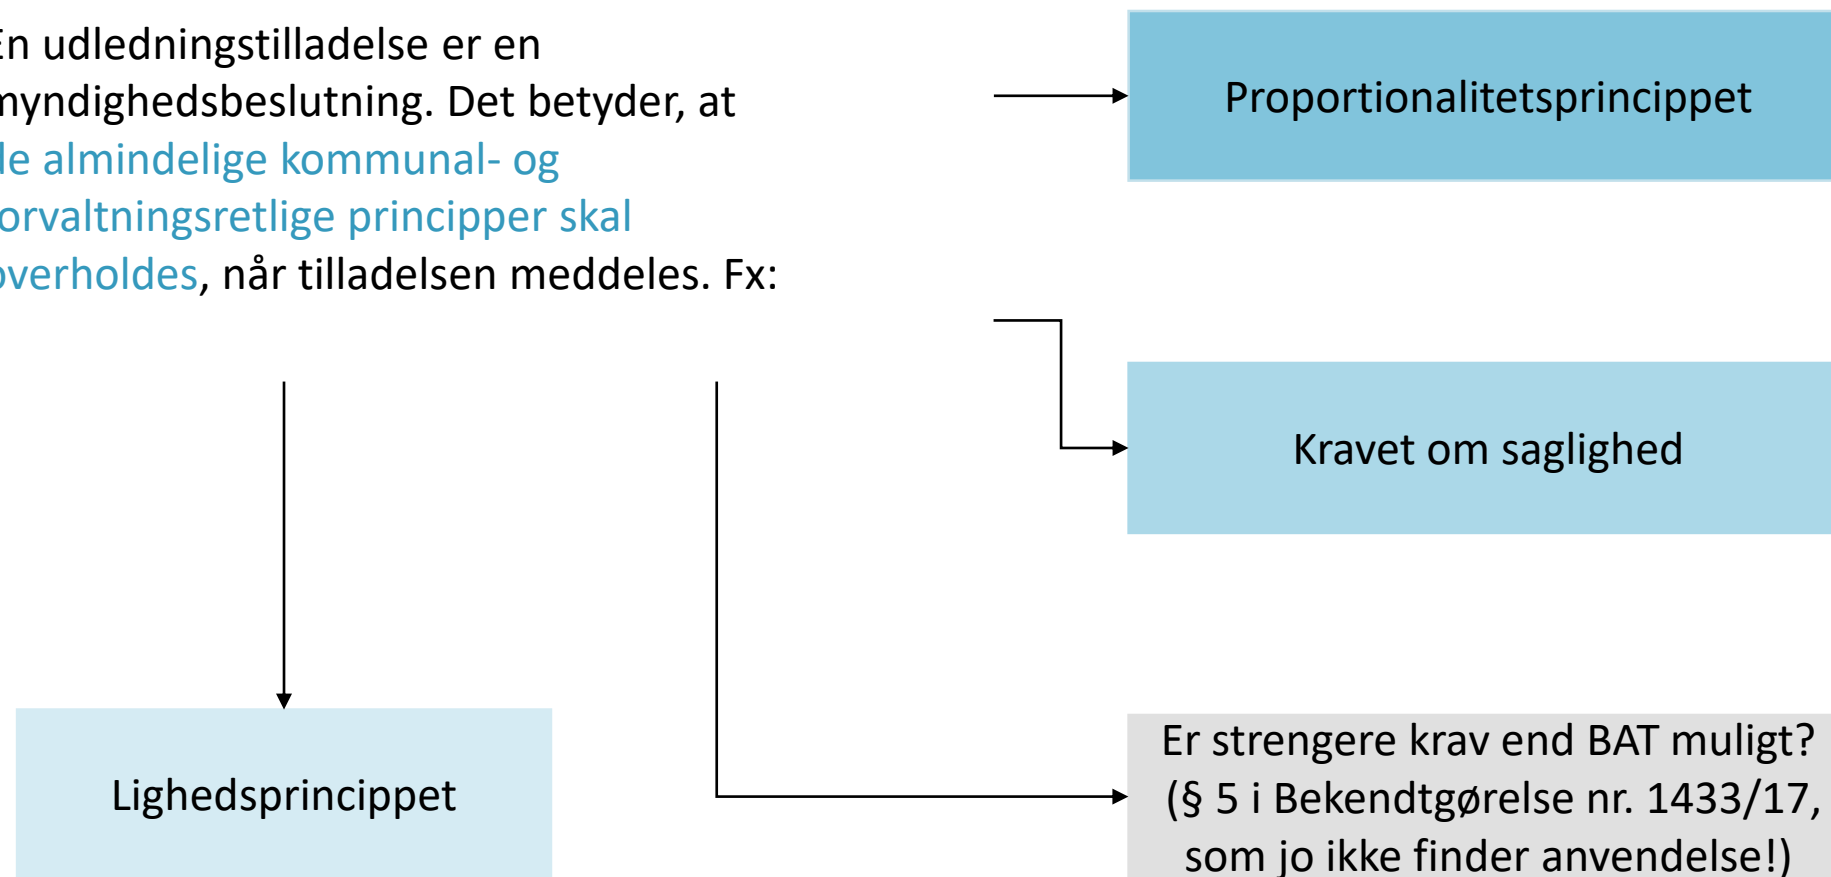 En udledningstilladelse er en
myndighedsbeslutning. Det betyder, at
de almindelige kommunal- og
forvaltningsretlige principper skal
overholdes, når tilladelsen meddeles. Fx:
Proportionalitetsprincippet
Kravet om saglighed
Lighedsprincippet
Er strengere krav end BAT muligt?
(§ 5 i Bekendtgørelse nr. 1433/17,
som jo ikke finder anvendelse!)